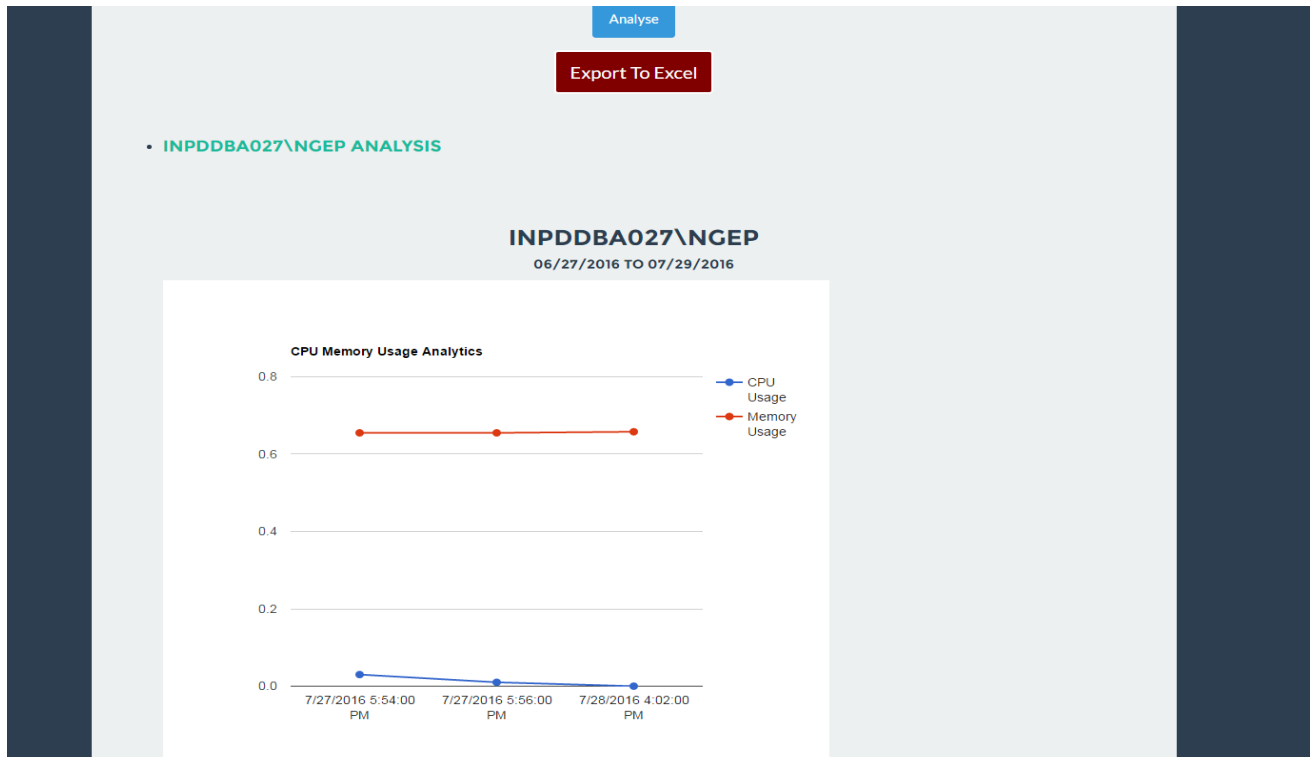 Analyse
Export To Excel
• INPDDBA027\NGEP ANALYSIS
INPDDBA027\NGEP
06/27/2016 TO 07/29/2016
CPU Memory Usage Analytics
0.8
0.6
0.4
0.2
0.0
CPU
Usage
Memory
Usage
7/27/2016 5:54:00
PM
7/27/2016 5:56:00
PM
7/28/2016 4:02:00
PM